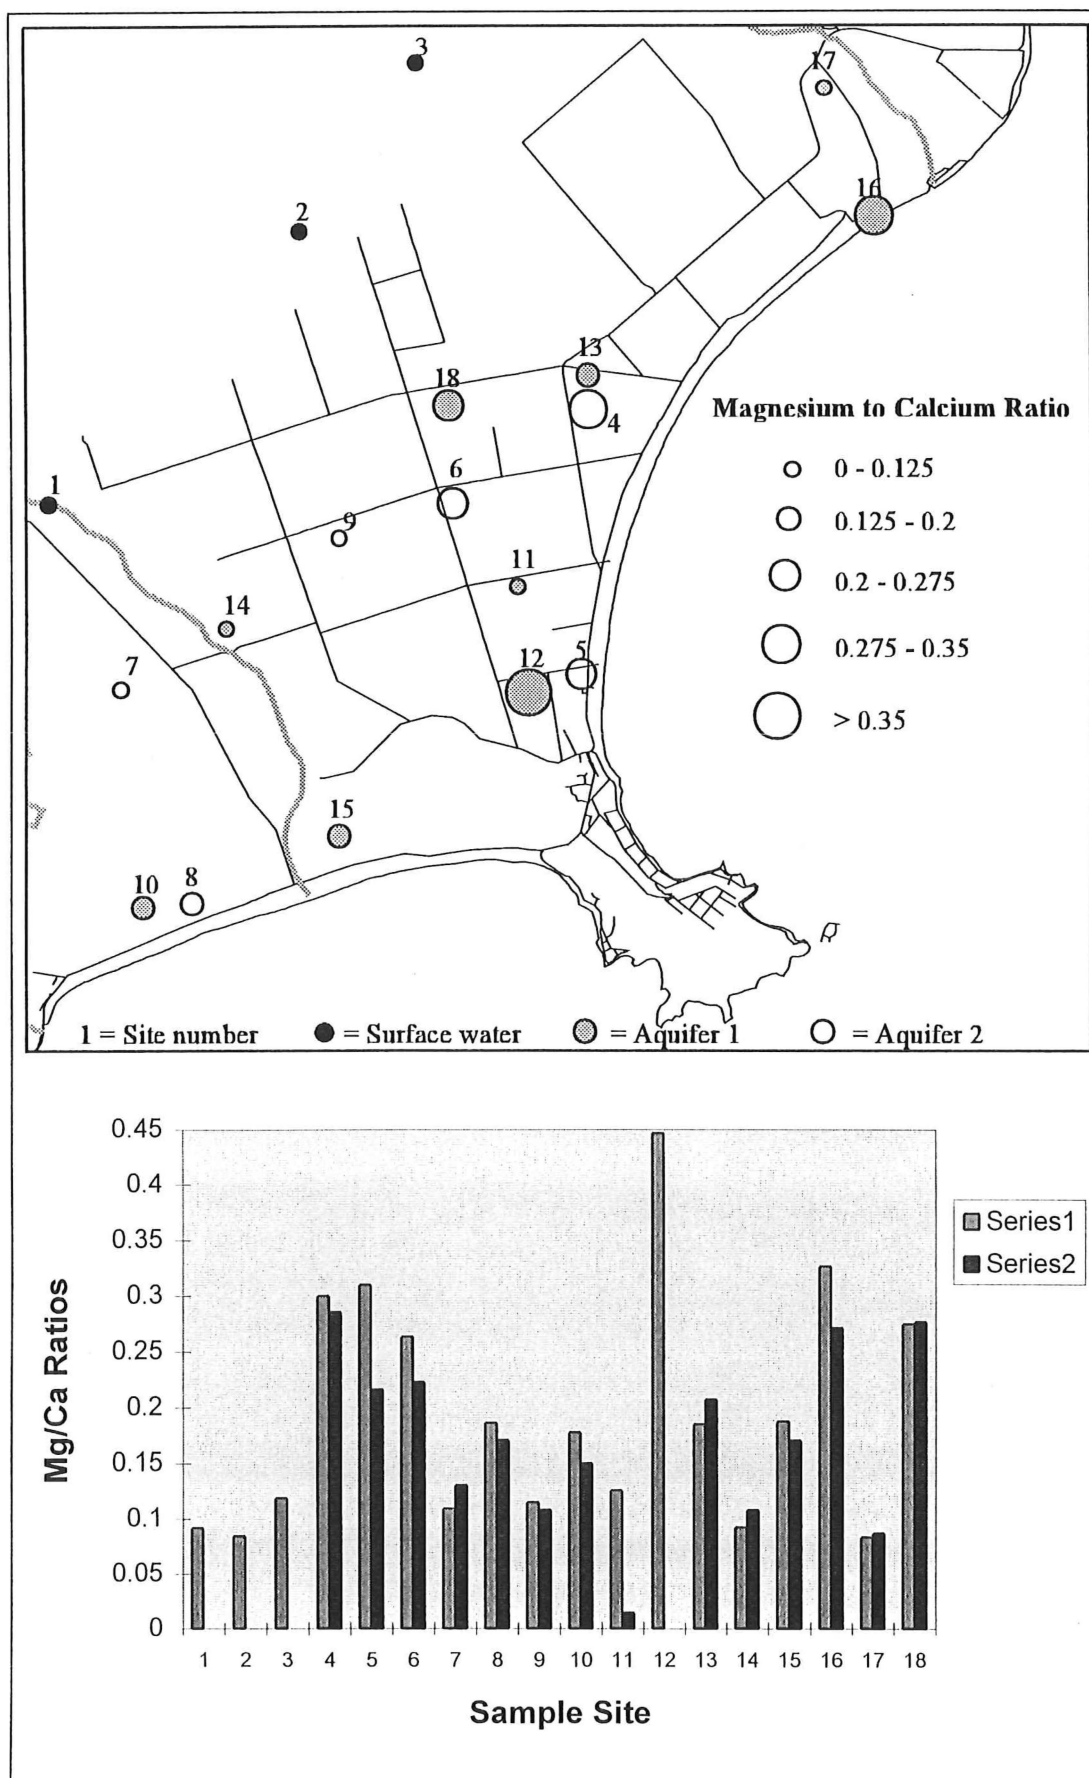 3
17
2
16
13
18
4
Magnesium to Calcium Ratio
6
0 - 0.125
1
9
0.125 - 0.2
11
0.2 - 0.275
14
7
12
5
0.275 - 0.35
> 0.35
15
10
8
1 = Site number = Surface water = Aquifer 1 = Aquifer 2
0.45
0.4
0.35
0.3
0.25
0.2
0.15
0.1
0.05
0
Mg/Ca Ratios
Series1
Series2
1 2 3 4 5 6 7 8 9 10 11 12 13 14 15 16 17 18
Sample Site